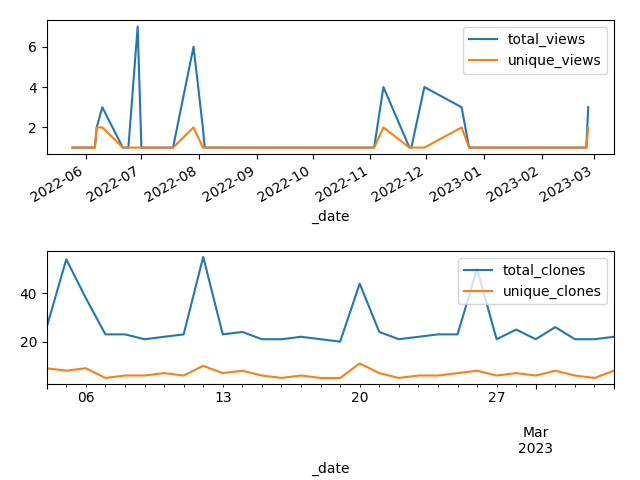 total_views
unique_views
6
4
2
2022-06
2022-07
2022-08
2022-09
2022-10
2022-11
2022-12
2023-01
2023-02
2023-03
_date
total_clones
unique_clones
40
20
06
13
20
27
Mar
2023
_date